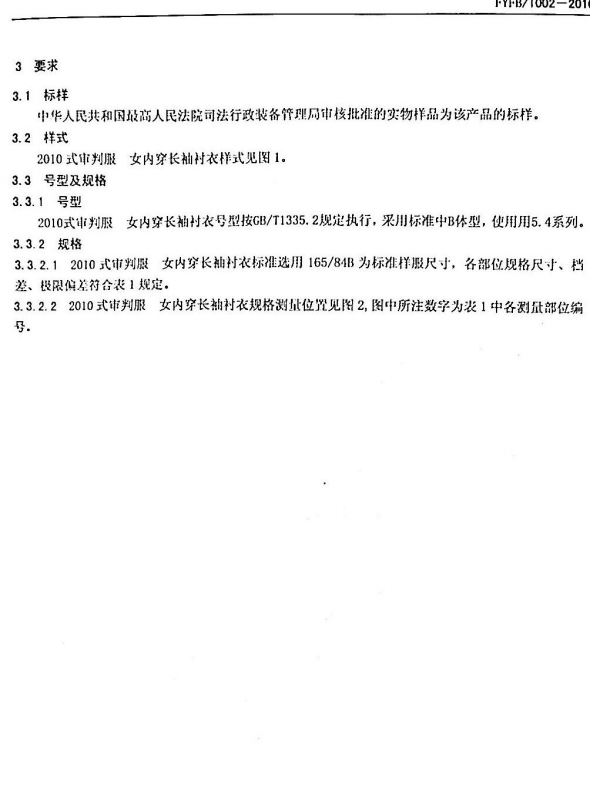 FYFB/T002—2010
3 要求
3.1 标样
中华人民共和国最高人民法院司法行政装备管理局审核批准的实物样品为该产品的标样。
3.2 样式
2010式审判服 女内穿长袖衬衣样式见图1。
3.3 号型及规格
3.3.1 号型
2010式审判服 女内穿长袖衬衣号型按GB/T1335.2规定执行，采用标准中B体型，使用用5.4系列。
3.3.2 规格
3.3.2.1 2010式审判服 女内穿长袖衬衣标准选用 165/84B 为标准样服尺寸，各部位规格尺寸、档
差、极限偏差符合表1规定。
3.3.2.2 2010式审判服 女内穿长袖衬衣规格测量位置见图2,图中所注数字为表1中各测量部位编
号。